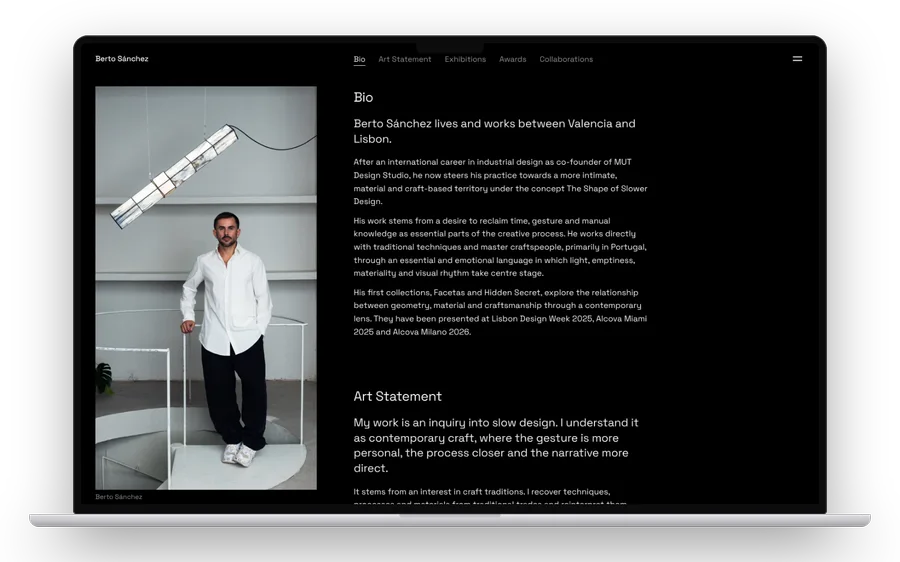 Berto Sánchez
Bio Art Statement Exhibitions Awards Collaborations
Bio
Berto Sánchez lives and works between Valencia and
Lisbon.
After an international career in industrial design as co-founder of MUT
Design Studio, he now steers his practice towards a more intimate,
material and craft-based territory under the concept The Shape of Slower
Design.
His work stems from a desire to reclaim time, gesture and manual
knowledge as essential parts of the creative process. He works directly
with traditional techniques and master craftspeople, primarily in Portugal,
through an essential and emotional language in which light, emptiness,
materiality and visual rhythm take centre stage.
His first collections, Facetas and Hidden Secret, explore the relationship
between geometry, material and craftsmanship through a contemporary
lens. They have been presented at Lisbon Design Week 2025, Alcova Miami
2025 and Alcova Milano 2026.
Art Statement
My work is an inquiry into slow design. I understand it
as contemporary craft, where the gesture is more
personal, the process closer and the narrative more
direct.
It stems from an interest in craft traditions. I recover techniques,
processes and materials from traditional trades and reinterpret them
Berto Sánchez